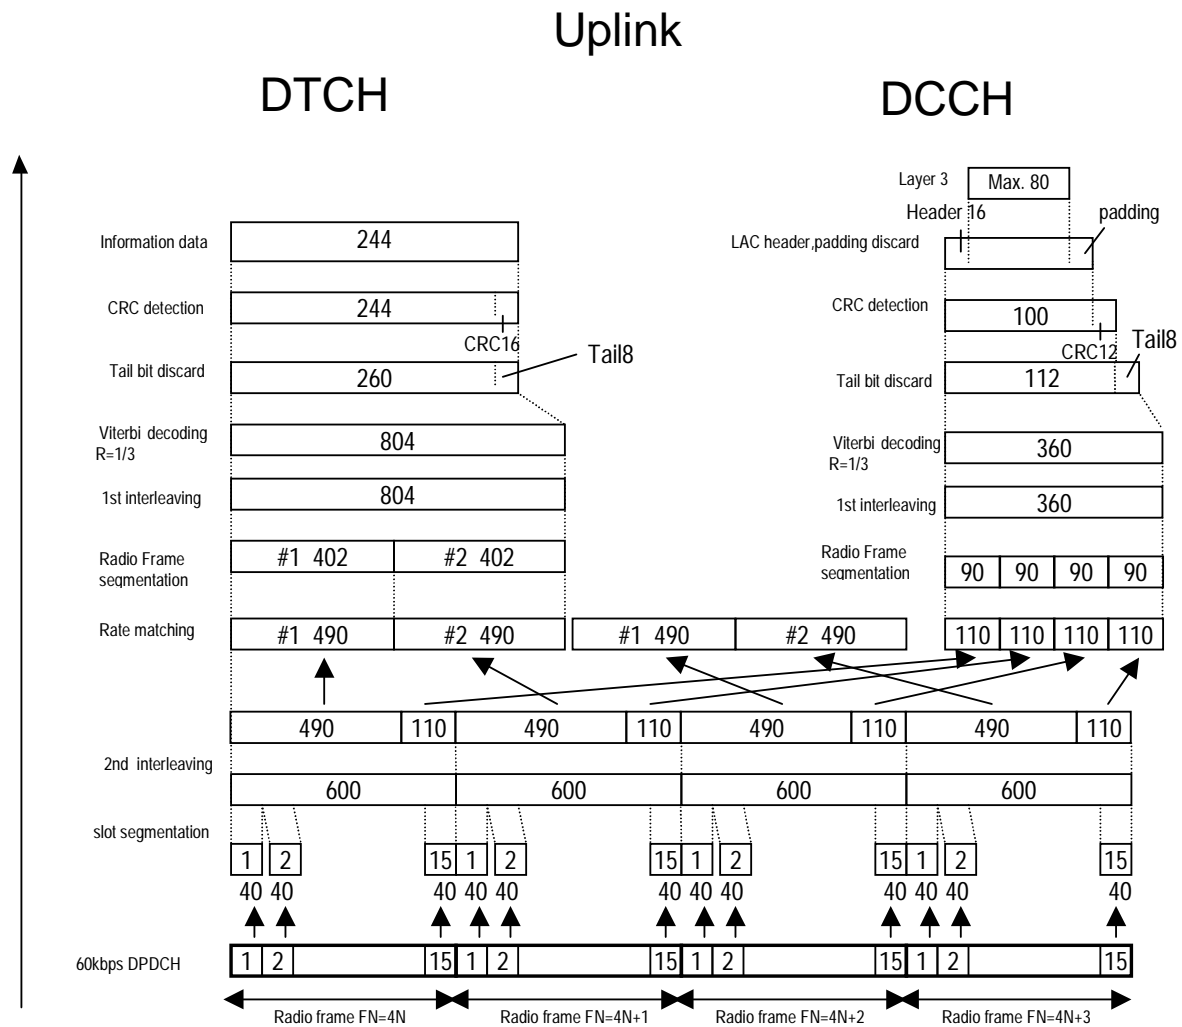 Uplink
DTCH
DCCH
Layer 3
Max. 80
Header 16
padding
Information data
244
LAC header,padding discard
CRC detection
244
CRC16
CRC detection
100
CRC12
Tail8
Tail8
Tail bit discard
260
Tail bit discard
112
Viterbi decoding
R=1/3
804
Viterbi decoding
R=1/3
360
1st interleaving
804
1st interleaving
360
Radio Frame
segmentation
#1 402
#2 402
Radio Frame
segmentation
90 90 90 90
Rate matching
#1 490
#2 490
#1 490
#2 490
110 110 110 110
490 110 490 110 490 110 490 110
2nd interleaving
600 600 600 600
slot segmentation
1 2 15 1 2 15 1 2 15 1 2 15
40 40 40 40 40 40 40 40 40 40 40 40
60kbps DPDCH
1 2 15 1 2 15 1 2 15 1 2 15
Radio frame FN=4N
Radio frame FN=4N+1
Radio frame FN=4N+2
Radio frame FN=4N+3